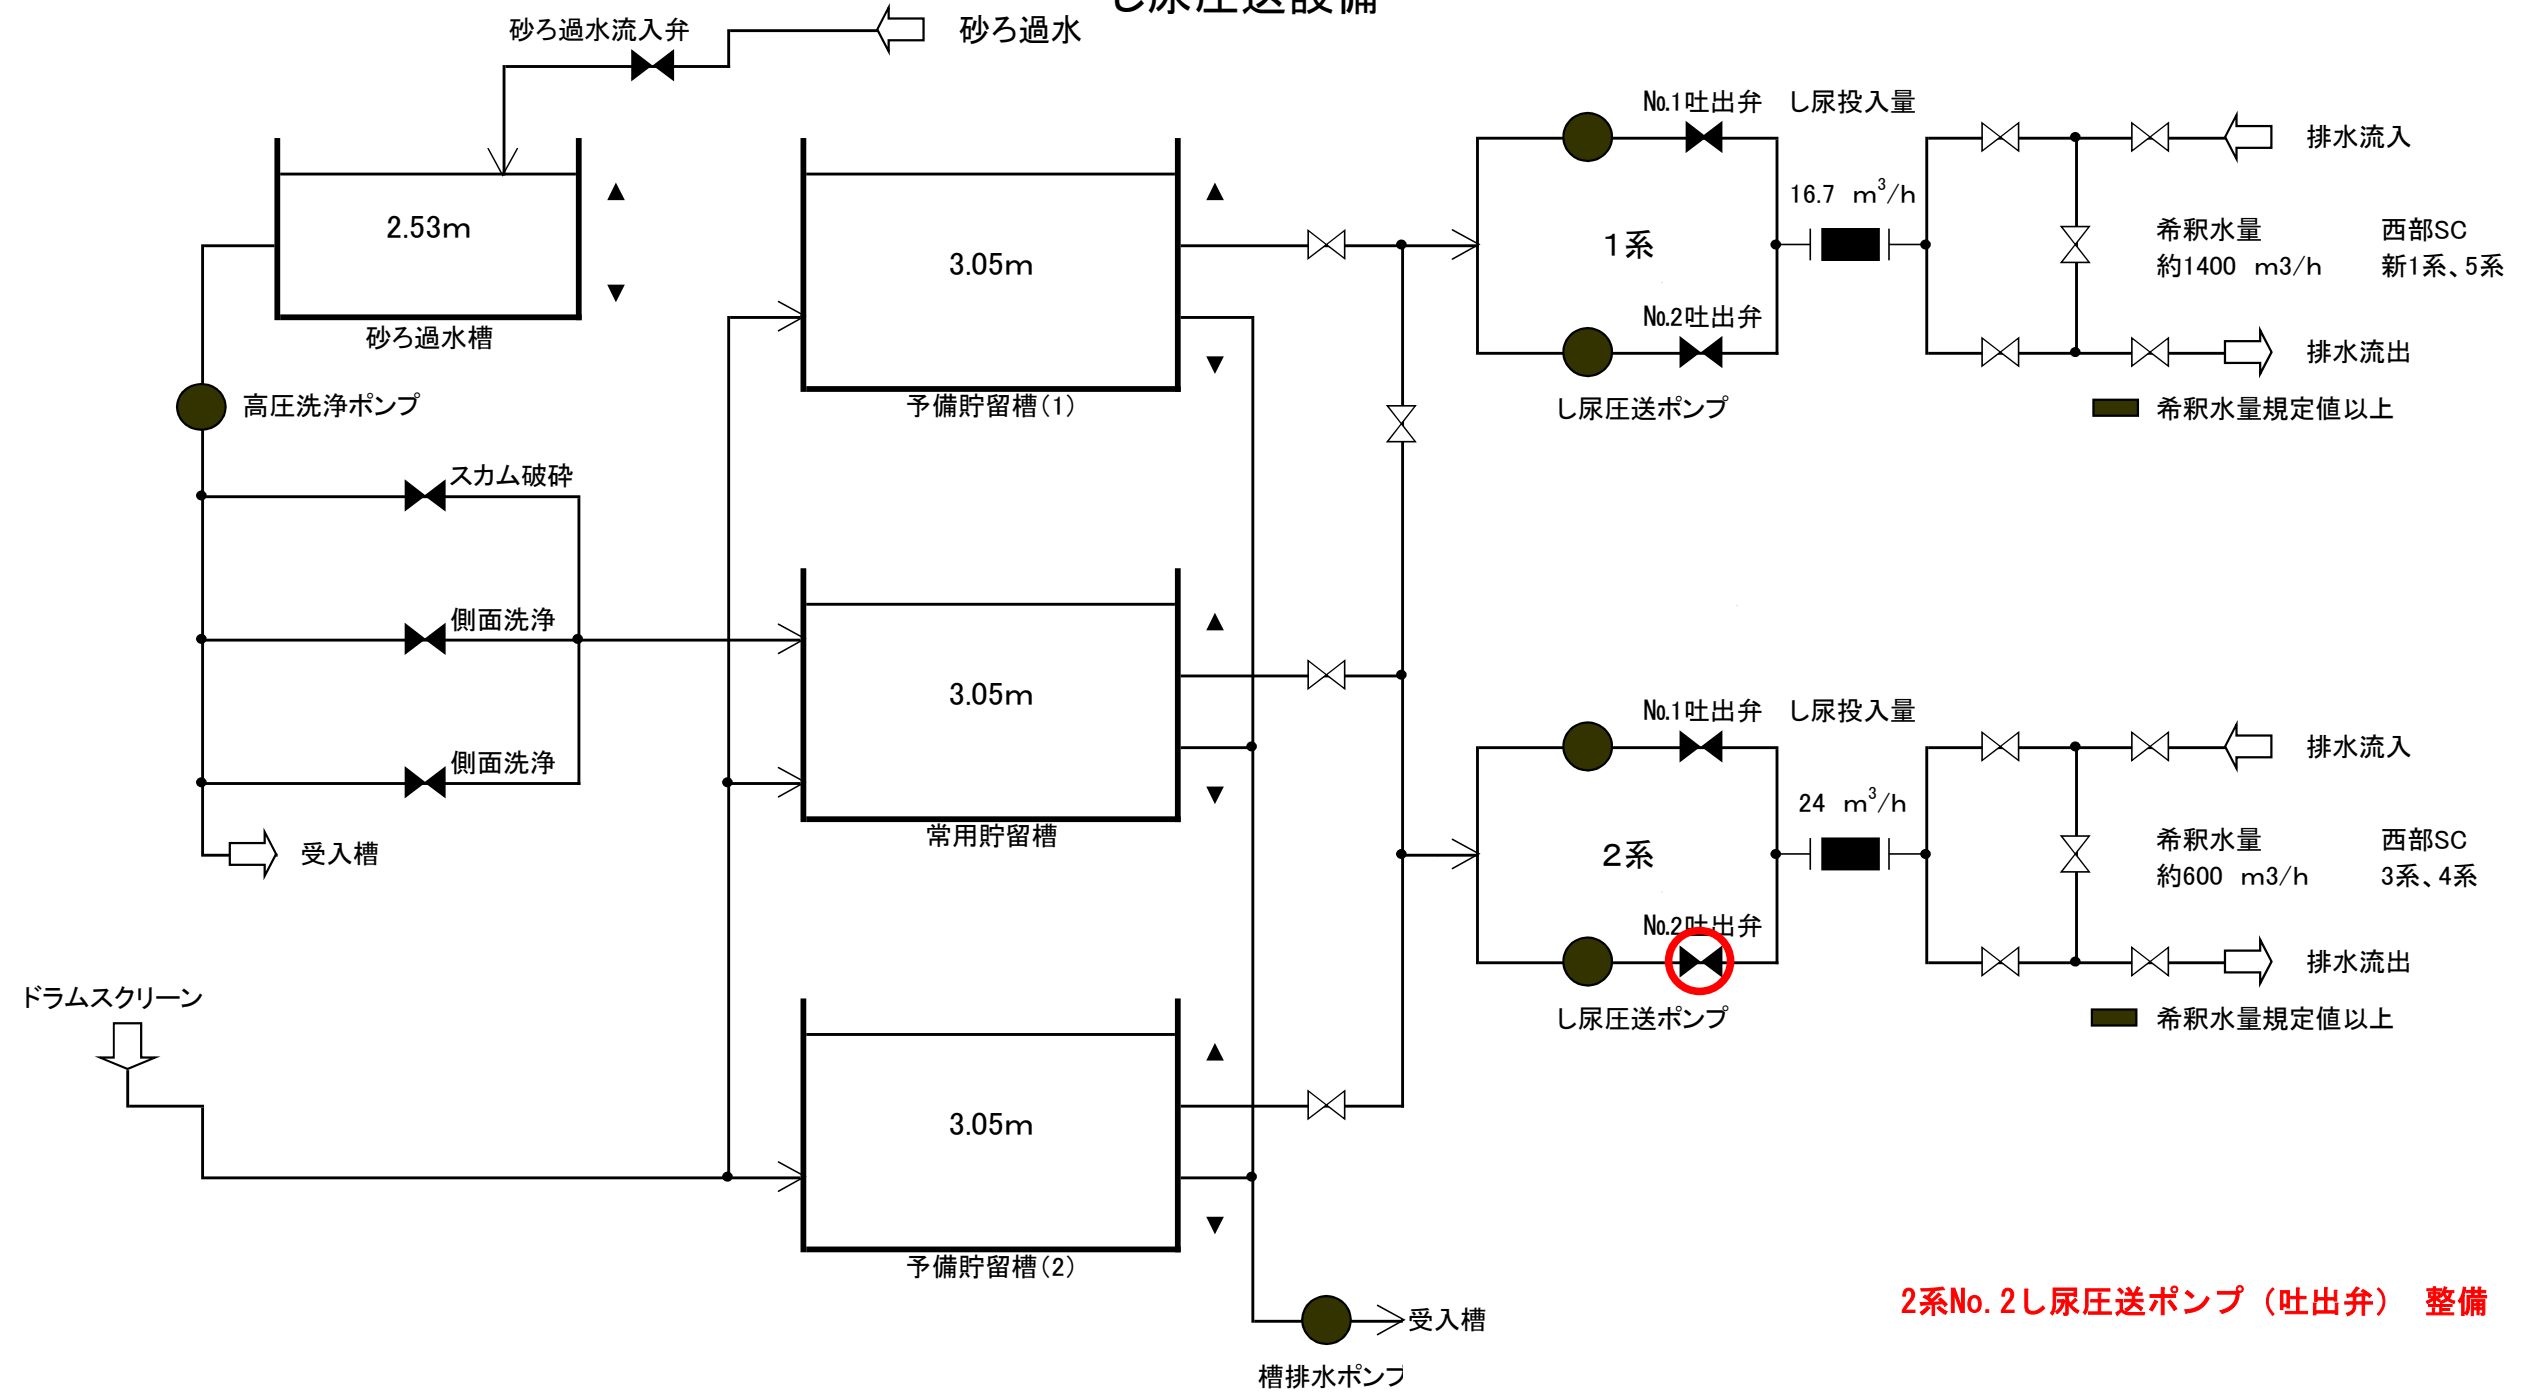 し尿圧送設備
砂ろ過水流入弁
砂ろ過水
No.1吐出弁 し尿投入量
排水流入
16.7 m³/h
2.53m
3.05m
1系
希釈水量 西部SC
約1400 m3/h 新1系、5系
砂ろ過水槽
No.2吐出弁
排水流出
高圧洗浄ポンプ
予備貯留槽(1)
し尿圧送ポンプ
希釈水量規定値以上
スカム破砕
側面洗浄
側面洗浄
受入槽
3.05m
常用貯留槽
No.1吐出弁 し尿投入量
排水流入
24 m³/h
2系
希釈水量 西部SC
約600 m3/h 3系、4系
No.2吐出弁
排水流出
し尿圧送ポンプ
希釈水量規定値以上
ドラムスクリーン
3.05m
予備貯留槽(2)
受入槽
槽排水ポンプ
2系No.2し尿圧送ポンプ(吐出弁) 整備